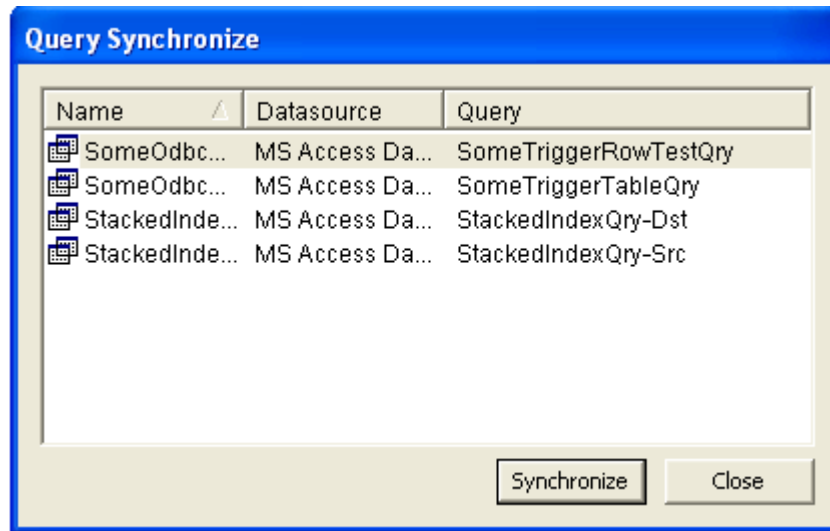 Query Synchronize
Name Datasource Query
SomeOdbc... MS Access Da... SomeTriggerRowTestQry
SomeOdbc... MS Access Da... SomeTriggerTableQry
StackedInde... MS Access Da... StackedIndexQry-Dst
StackedInde... MS Access Da... StackedIndexQry-Src
Synchronize Close